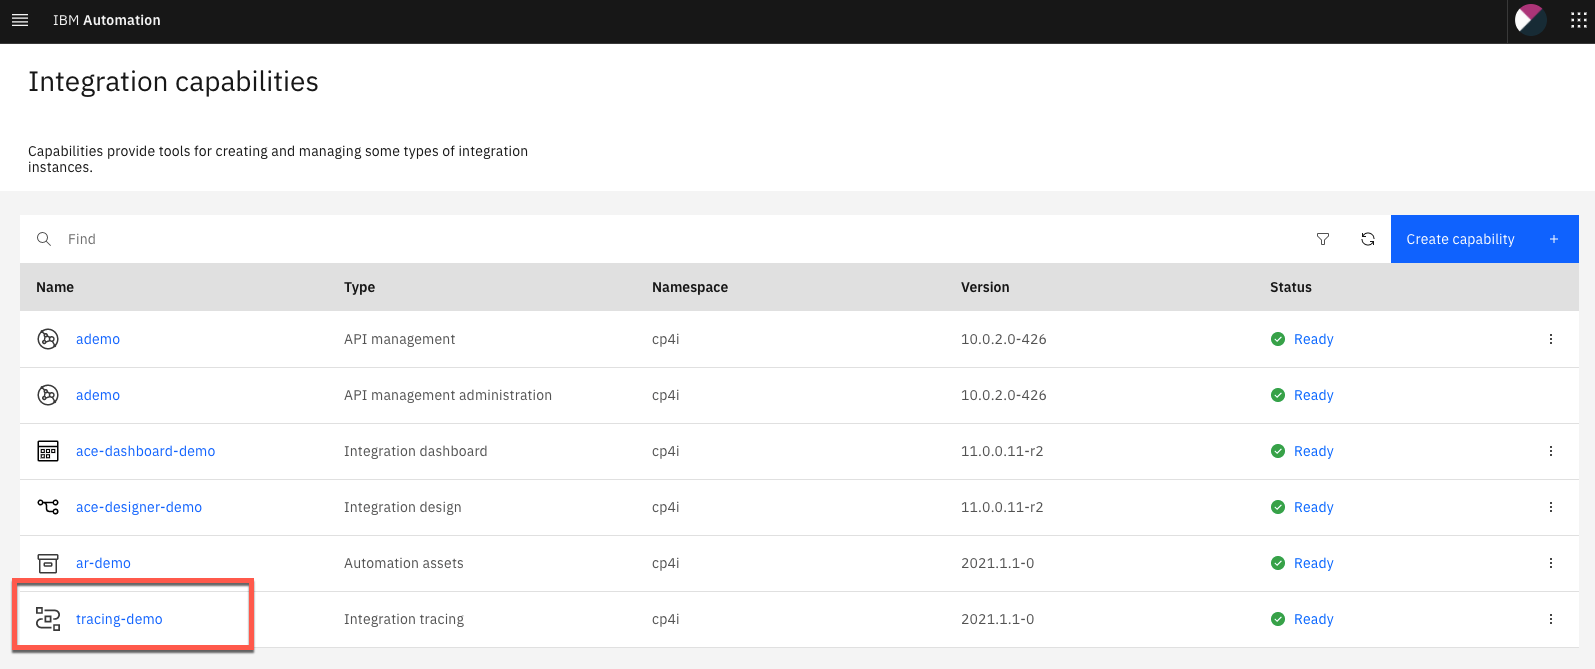 IBM Automation
Integration capabilities
Capabilities provide tools for creating and managing some types of integration
instances.
Find
Create capability +
Name Type Namespace Version Status
ademo API management cp4i 10.0.2.0-426 Ready
ademo API management administration cp4i 10.0.2.0-426 Ready
ace-dashboard-demo Integration dashboard cp4i 11.0.0.11-r2 Ready
ace-designer-demo Integration design cp4i 11.0.0.11-r2 Ready
ar-demo Automation assets cp4i 2021.1.1-0 Ready
tracing-demo Integration tracing cp4i 2021.1.1-0 Ready